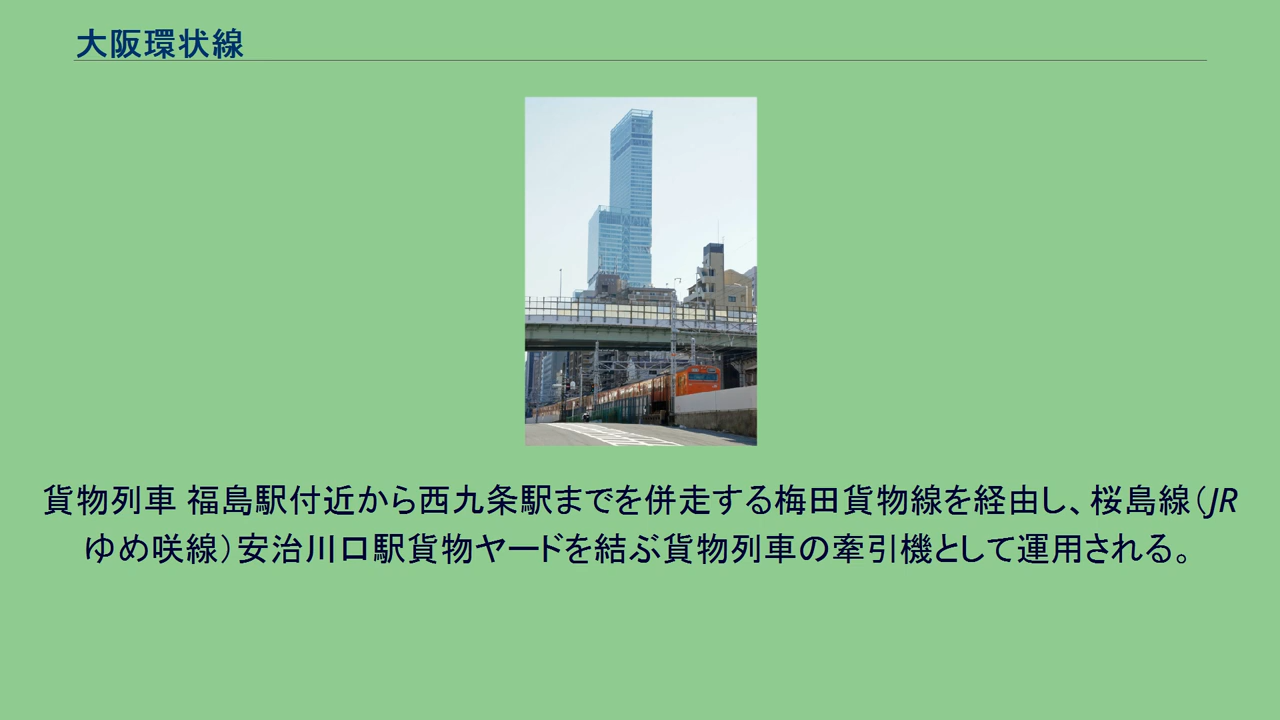 大阪環状線
貨物列車 福島駅付近から西九条駅までを併走する梅田貨物線を経由し、桜島線（JR
ゆめ咲線）安治川口駅貨物ヤードを結ぶ貨物列車の牽引機として運用される。